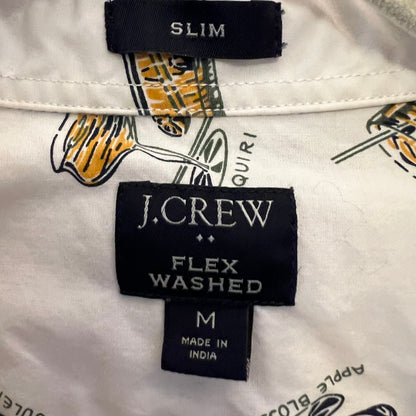 SLIM
QUIRI
J.CREW
FLEX
WASHED
M
MADE IN
INDIA
APPLE BLOS